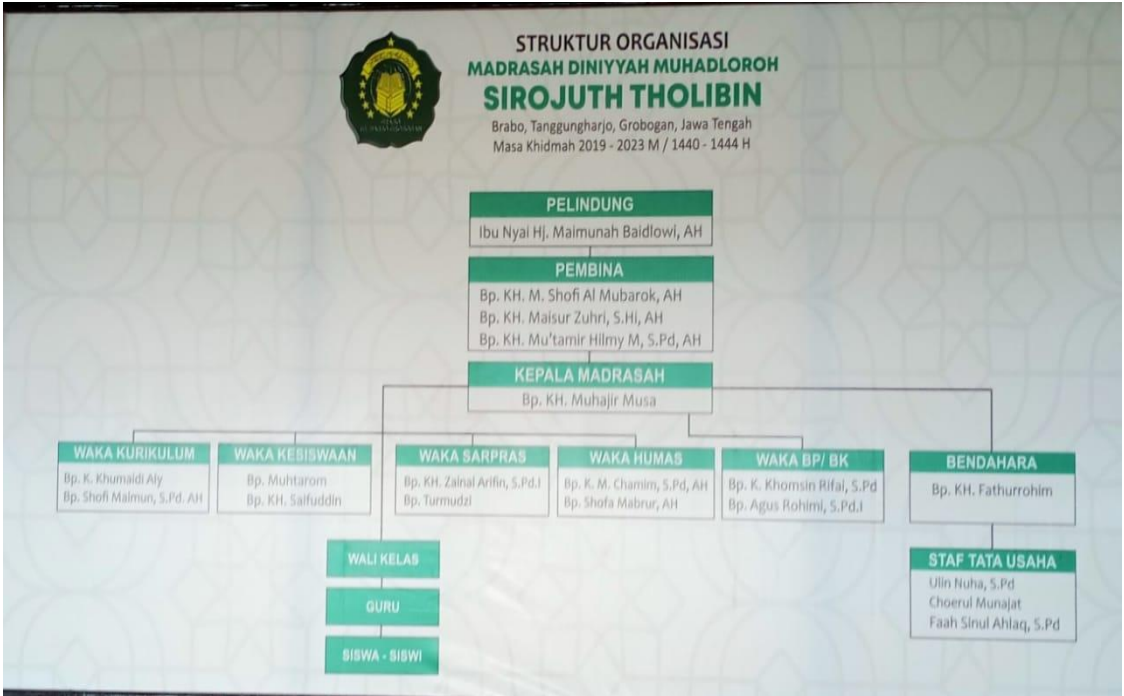 STRUKTUR ORGANISASI
MADRASAH DINIYYAH MUHADLOROH
SIROJUTH THOLIBIN
Brabo, Tanggungharjo, Grobogan, Jawa Tengah
Masa Khidmah 2019 - 2023 M / 1440 - 1444 H
PELINDUNG
Ibu Nyai Hj. Maimunah Baidlowi, AH
PEMBINA
Bp. KH. M. Shofi Al Mubarok, AH
Bp. KH. Maisur Zuhri, S.Hi, AH
Bp. KH. Mu'tamir Hilmy M, S.Pd, AH
KEPALA MADRASAH
Bp. KH. Muhajir Musa
WAKA KURIKULUM
Bp. K. Khumaidi Aly
Bp. Shofi Maimun, S.Pd. AH
WAKA KESISWAAN
Bp. Muhtarom
Bp. KH. Saifuddin
WAKA SARPRAS
Bp. KH. Zainal Arifin, S.Pd.I
Bp. Turmudzi
WAKA HUMAS
Bp. K. M. Chamim, S.Pd, AH
Bp. Shofa Mabrur, AH
WAKA BP/ BK
Bp. K. Khomsin Rifai, S.Pd
Bp. Agus Rohimi, S.Pd.I
BENDAHARA
Bp. KH. Fathurrohim
WALI KELAS
GURU
SISWA - SISWI
STAF TATA USAHA
Ulin Nuha, S.Pd
Choerul Munajat
Faah Sinul Ahlaq, S.Pd